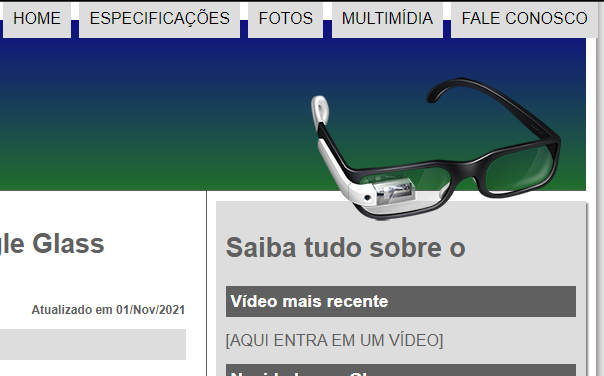 HOME ESPECIFICAÇÕES FOTOS MULTIMÍDIA FALE CONOSCO
gle Glass
Atualizado em 01/Nov/2021
Saiba tudo sobre o
Vídeo mais recente
[AQUI ENTRA EM UM VÍDEO]